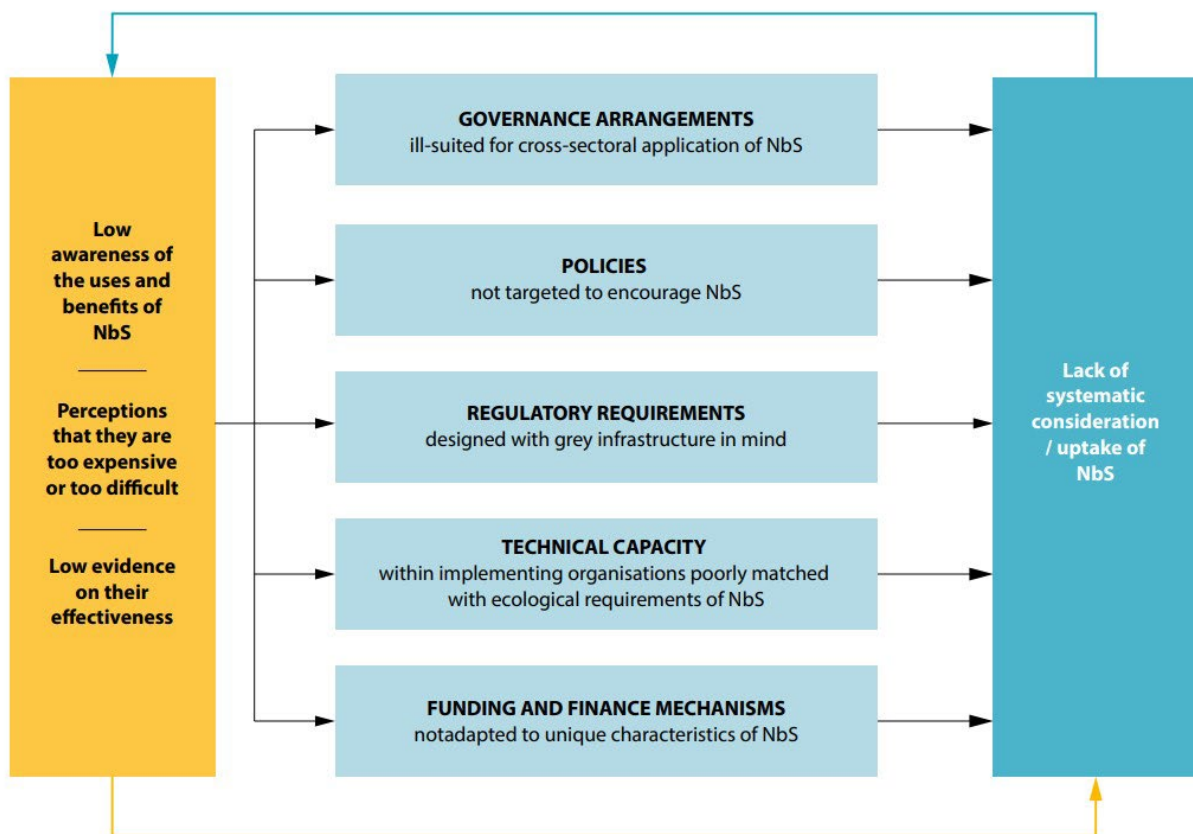 Low
awareness of
the uses and
benefits of
NbS
Perceptions
that they are
too expensive
or too difficult
Low evidence
on their
effectiveness
GOVERNANCE ARRANGEMENTS
ill-suited for cross-sectoral application of NbS
POLICIES
not targeted to encourage NbS
REGULATORY REQUIREMENTS
designed with grey infrastructure in mind
TECHNICAL CAPACITY
within implementing organisations poorly matched
with ecological requirements of NbS
FUNDING AND FINANCE MECHANISMS
notadapted to unique characteristics of NbS
Lack of
systematic
consideration
/ uptake of
NbS